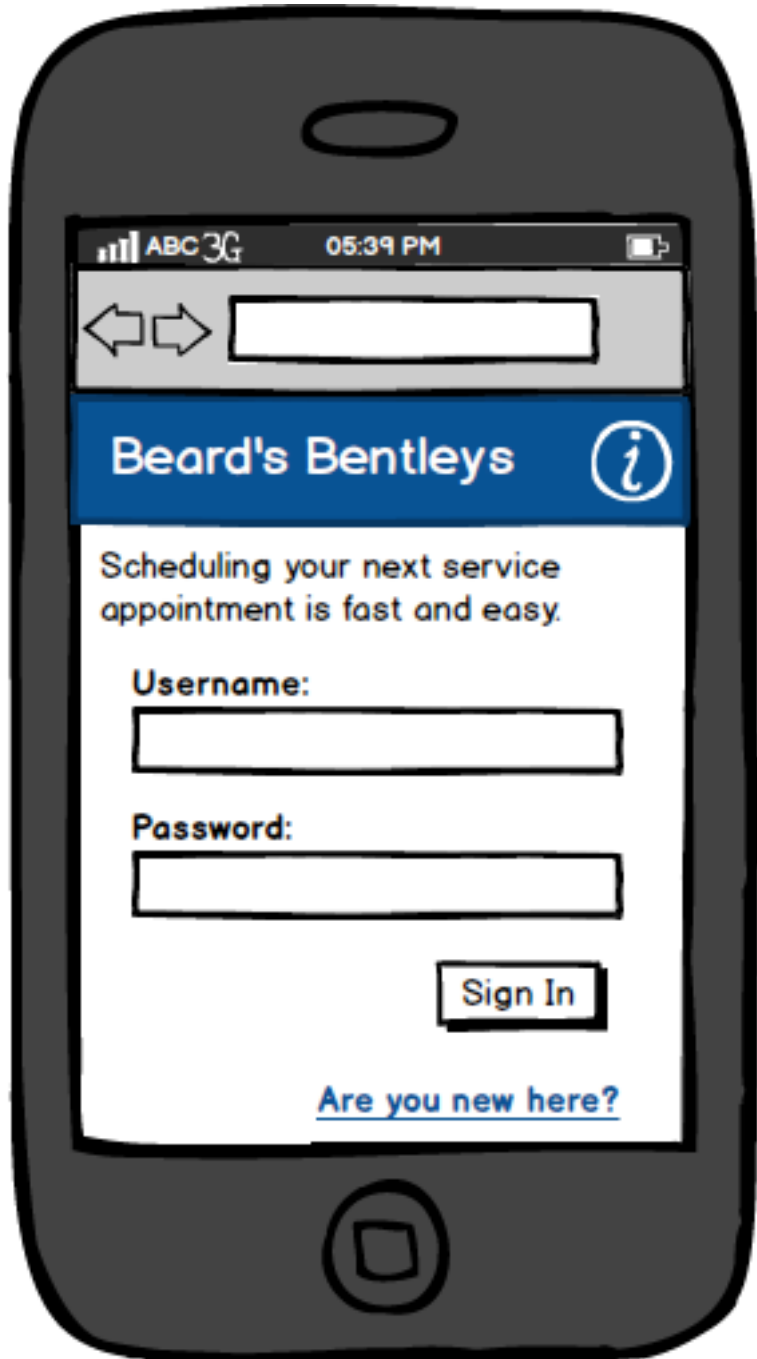 ABC 3G 05:39 PM
Beard's Bentleys i
Scheduling your next service
appointment is fast and easy.
Username:
Password:
Sign In
Are you new here?